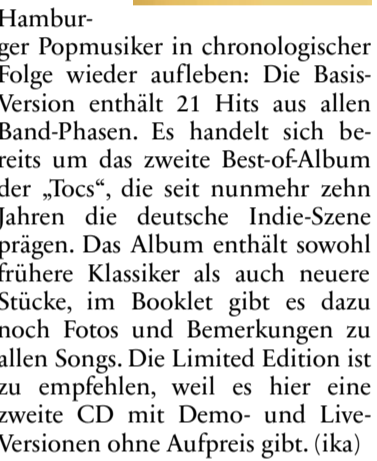 Hambur-
ger Popmusiker in chronologischer
Folge wieder aufleben: Die Basis-
Version enthält 21 Hits aus allen
Band-Phasen. Es handelt sich be-
reits um das zweite Best-of-Album
der „Tocs“, die seit nunmehr zehn
Jahren die deutsche Indie-Szene
prägen. Das Album enthält sowohl
frühere Klassiker als auch neuere
Stücke, im Booklet gibt es dazu
noch Fotos und Bemerkungen zu
allen Songs. Die Limited Edition ist
zu empfehlen, weil es hier eine
zweite CD mit Demo- und Live-
Versionen ohne Aufpreis gibt. (ika)